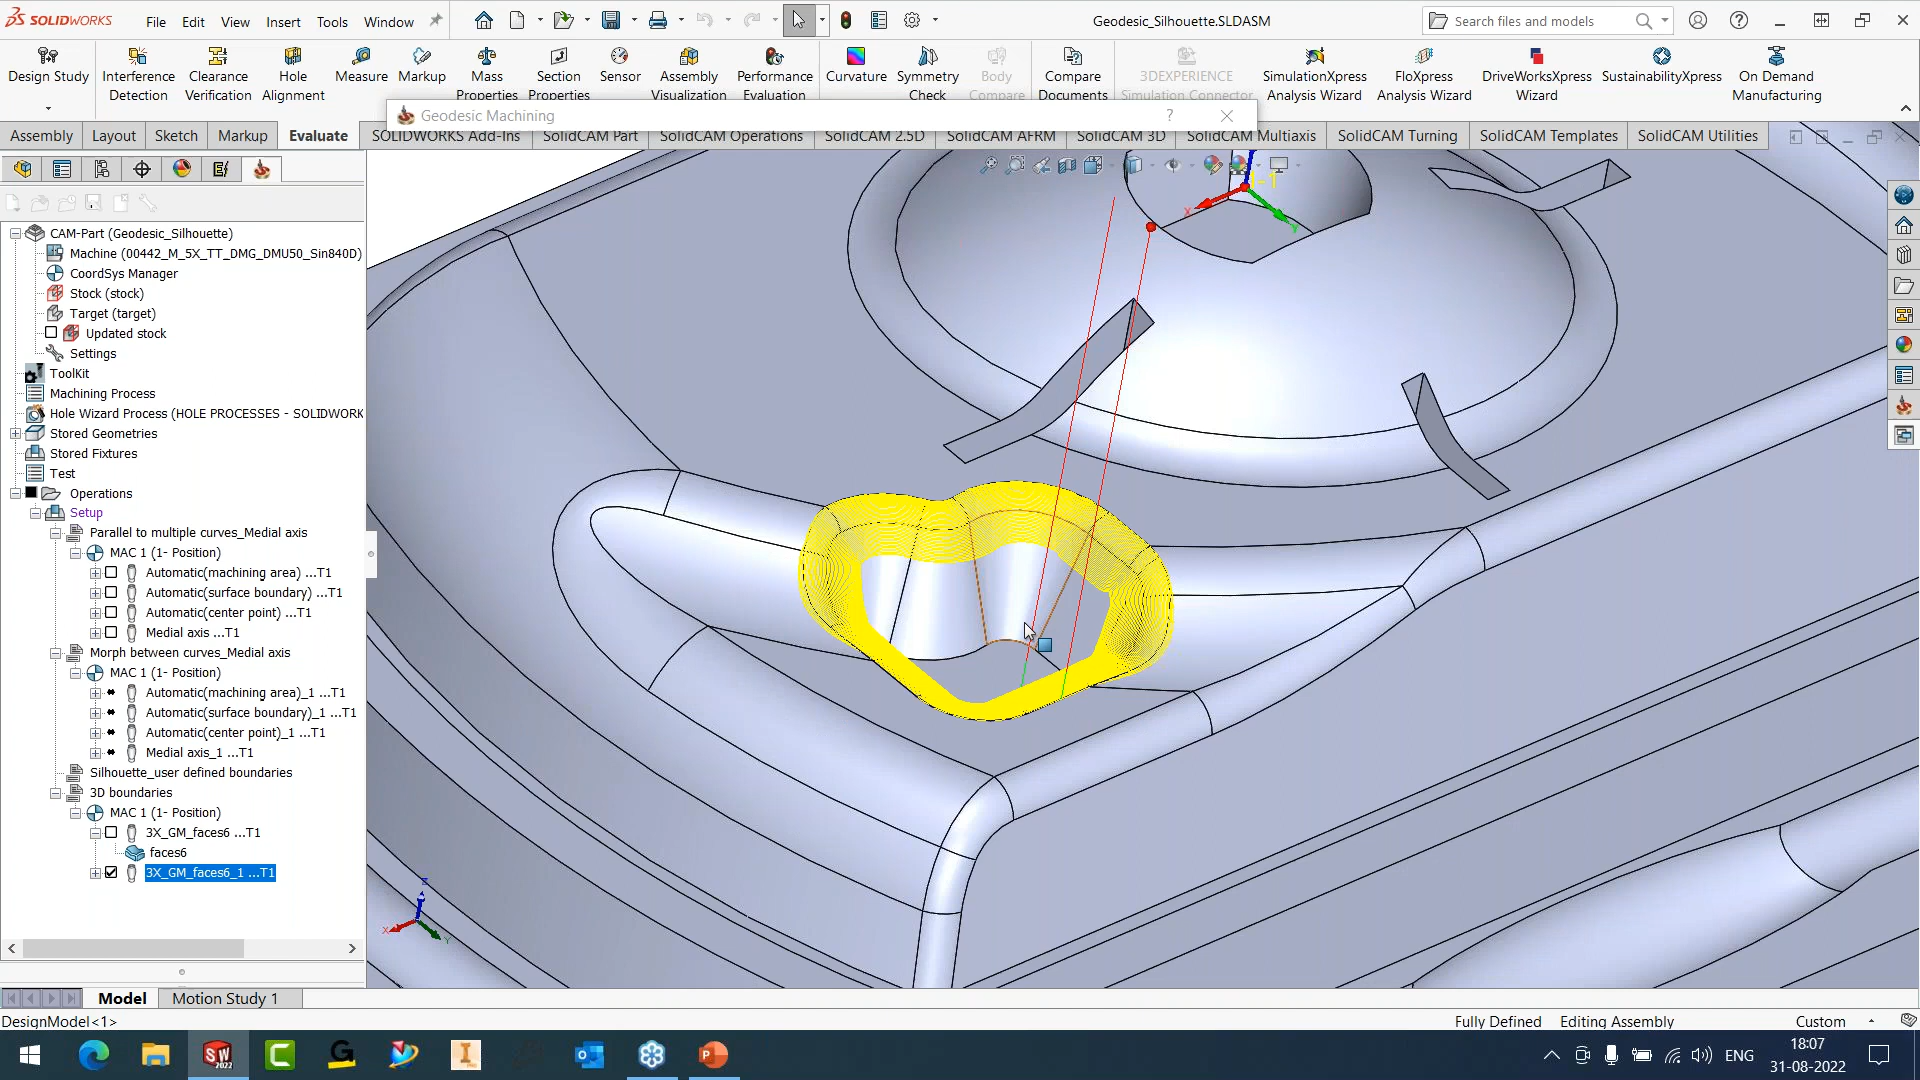 SOLIDWORKS File Edit View Insert Tools Window Geodesic_Silhouette.SLDASM Search files and models
Design Study Interference Detection Clearance Verification Hole Alignment Measure Markup Mass Properties Section Properties Sensor Assembly Visualization Performance Evaluation Curvature Symmetry Check Body Compare Compare Documents 3DEXPERIENCE Simulation Connector SimulationXpress Analysis Wizard FloXpress Analysis Wizard DriveWorksXpress Wizard SustainabilityXpress On Demand Manufacturing
Geodesic Machining ?
Assembly Layout Sketch Markup Evaluate SOLIDWORKS Add-Ins SolidCAM Part SolidCAM Operations SolidCAM 2.5D SolidCAM AFRM SolidCAM 3D SolidCAM Multiaxis SolidCAM Turning SolidCAM Templates SolidCAM Utilities
CAM-Part (Geodesic_Silhouette)
Machine (00442_M_5X_TT_DMG_DMU50_Sin840D)
CoordSys Manager
Stock (stock)
Target (target)
Updated stock
Settings
ToolKit
Machining Process
Hole Wizard Process (HOLE PROCESSES - SOLIDWORK
Stored Geometries
Stored Fixtures
Test
Operations
Setup
Parallel to multiple curves_Medial axis
MAC 1 (1- Position)
Automatic(machining area) ...T1
Automatic(surface boundary) ...T1
Automatic(center point) ...T1
Medial axis ...T1
Morph between curves_Medial axis
MAC 1 (1- Position)
Automatic(machining area)_1 ...T1
Automatic(surface boundary)_1 ...T1
Automatic(center point)_1 ...T1
Medial axis_1 ...T1
Silhouette_user defined boundaries
3D boundaries
MAC 1 (1- Position)
3X_GM_faces6 ...T1
faces6
3X_GM_faces6_1 ...T1
X Y
Z X Y
Model Motion Study 1
DesignModel<1> Fully Defined Editing Assembly Custom
ENG 18:07
31-08-2022